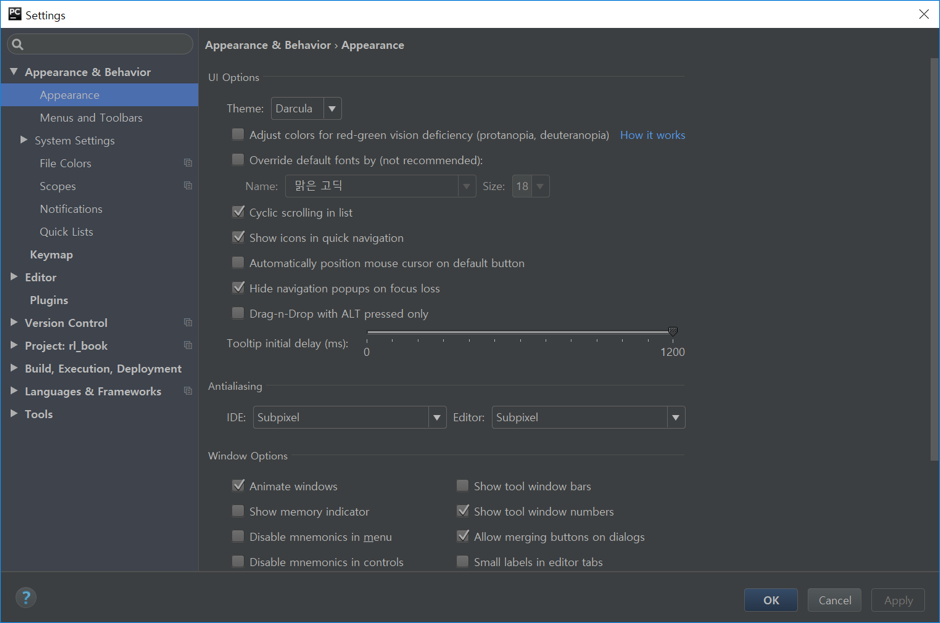 PC Settings
Appearance & Behavior
Appearance
Menus and Toolbars
System Settings
File Colors
Scopes
Notifications
Quick Lists
Keymap
Editor
Plugins
Version Control
Project: rl_book
Build, Execution, Deployment
Languages & Frameworks
Tools
Appearance & Behavior › Appearance
UI Options
Theme: Darcula
Adjust colors for red-green vision deficiency (protanopia, deuteranopia) How it works
Override default fonts by (not recommended):
Name: 맑은 고딕 Size: 18
Cyclic scrolling in list
Show icons in quick navigation
Automatically position mouse cursor on default button
Hide navigation popups on focus loss
Drag-n-Drop with ALT pressed only
Tooltip initial delay (ms):
0 1200
Antialiasing
IDE: Subpixel Editor: Subpixel
Window Options
Animate windows Show tool window bars
Show memory indicator Show tool window numbers
Disable mnemonics in menu Allow merging buttons on dialogs
Disable mnemonics in controls Small labels in editor tabs
? OK Cancel Apply